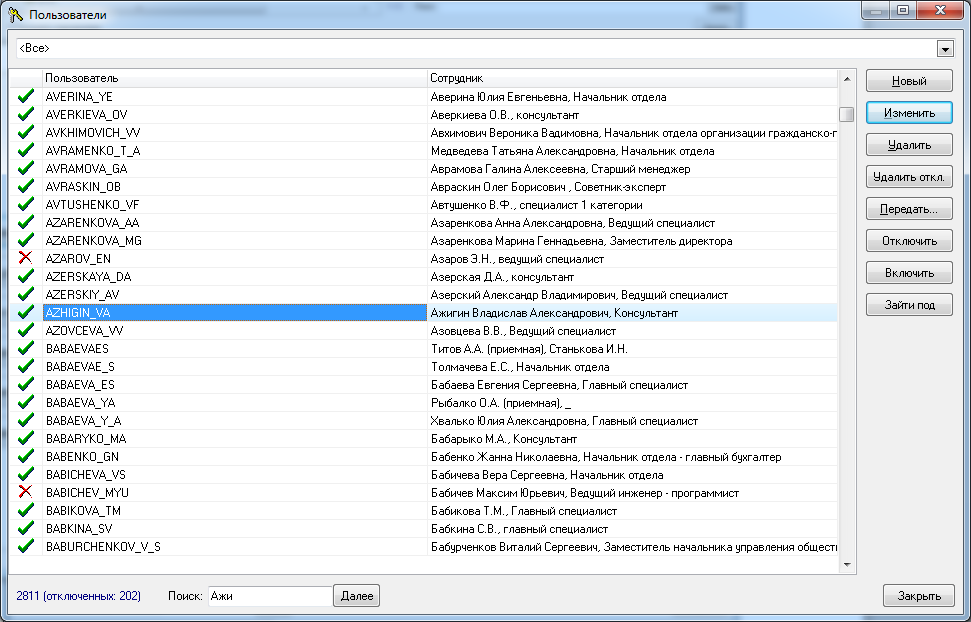 Пользователи
<Все>
Пользователь Сотрудник
AVERINA_YE Аверина Юлия Евгеньевна, Начальник отдела
AVERKIEVA_OV Аверкиева О.В., консультант
AVKHIMOVICH_VV Авхимович Вероника Вадимовна, Начальник отдела организации гражданско-г
AVRAMENKO_T_A Медведева Татьяна Александровна, Начальник отдела
AVRAMOVA_GA Аврамова Галина Алексеевна, Старший менеджер
AVRASKIN_OB Авраскин Олег Борисович , Советник-эксперт
AVTUSHENKO_VF Автушенко В.Ф., специалист 1 категории
AZARENKOVA_AA Азаренкова Анна Александровна, Ведущий специалист
AZARENKOVA_MG Азаренкова Марина Геннадьевна, Заместитель директора
AZAROV_EN Азаров Э.Н., ведущий специалист
AZERSKAYA_DA Азерская Д.А., консультант
AZERSKIY_AV Азерский Александр Владимирович, Ведущий специалист
AZHIGIN_VA Ажигин Владислав Александрович, Консультант
AZOVCEVA_VV Азовцева В.В., Ведущий специалист
BABAEVAES Титов А.А. (приемная), Станькова И.Н.
BABAEVAE_S Толмачева Е.С., Начальник отдела
BABAEVA_ES Бабаева Евгения Сергеевна, Главный специалист
BABAEVA_YA Рыбалко О.А. (приемная), _
BABAEVA_Y_A Хвалько Юлия Александровна, Главный специалист
BABARYKO_MA Бабарыко М.А., Консультант
BABENKO_GN Бабенко Жанна Николаевна, Начальник отдела - главный бухгалтер
BABICHEVA_VS Бабичева Вера Сергеевна, Начальник отдела
BABICHEV_MYU Бабичев Максим Юрьевич, Ведущий инженер - программист
BABIKOVA_TM Бабикова Т.М., Главный специалист
BABKINA_SV Бабкина С.В., главный специалист
BABURCHENKOV_V_S Бабурченков Виталий Сергеевич, Заместитель начальника управления общест
Новый
Изменить
Удалить
Удалить откл.
Передать...
Отключить
Включить
Зайти под
2811 (отключенных: 202) Поиск: Ажи Далее Закрыть